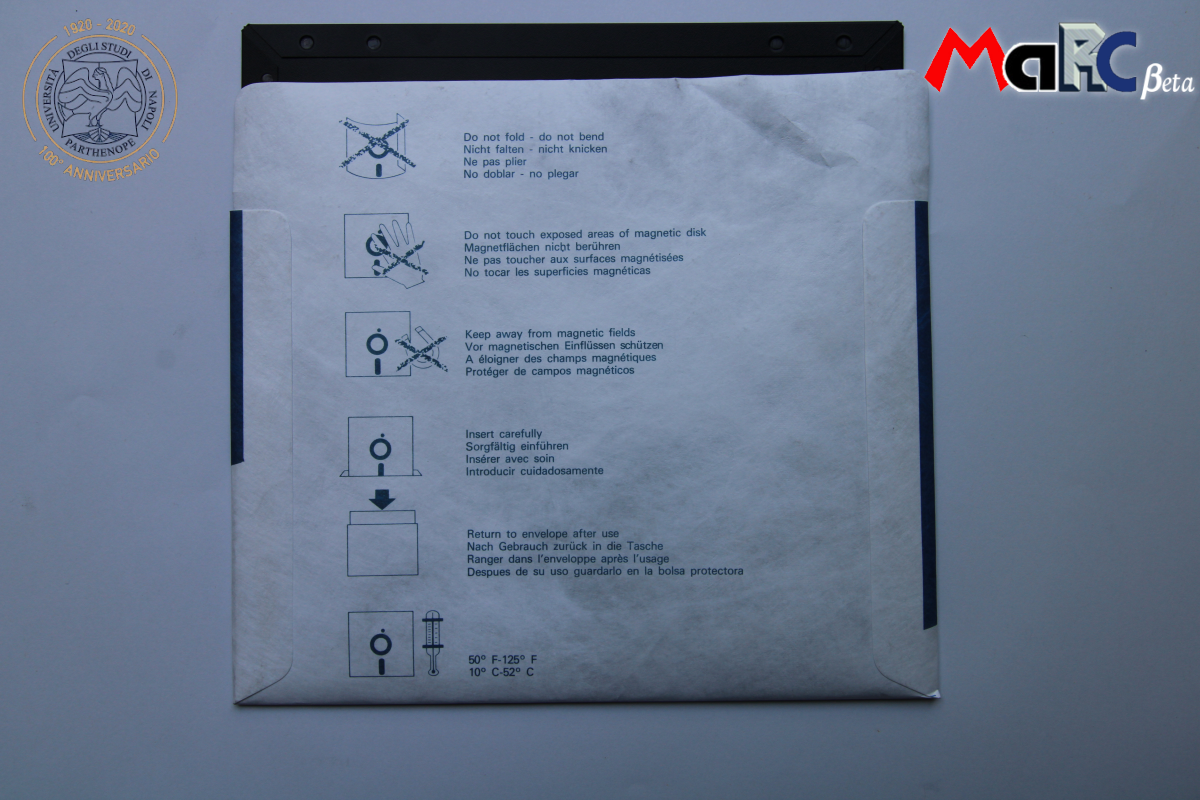 1920 - 2020
UNIVERSITÀ DEGLI STUDI DI NAPOLI
PARTHENOPE
100° ANNIVERSARIO
MaRC βeta
Do not fold - do not bend
Nicht falten - nicht knicken
Ne pas plier
No doblar - no plegar
Do not touch exposed areas of magnetic disk
Magnetflächen nicht berühren
Ne pas toucher aux surfaces magnétisées
No tocar les superficies magnéticas
Keep away from magnetic fields
Vor magnetischen Einflüssen schützen
A éloigner des champs magnétiques
Protéger de campos magnéticos
Insert carefully
Sorgfältig einführen
Insérer avec soin
Introducir cuidadosamente
Return to envelope after use
Nach Gebrauch zurück in die Tasche
Ranger dans l'enveloppe après l'usage
Despues de su uso guardarlo en la bolsa protectora
50° F-125° F
10° C-52° C